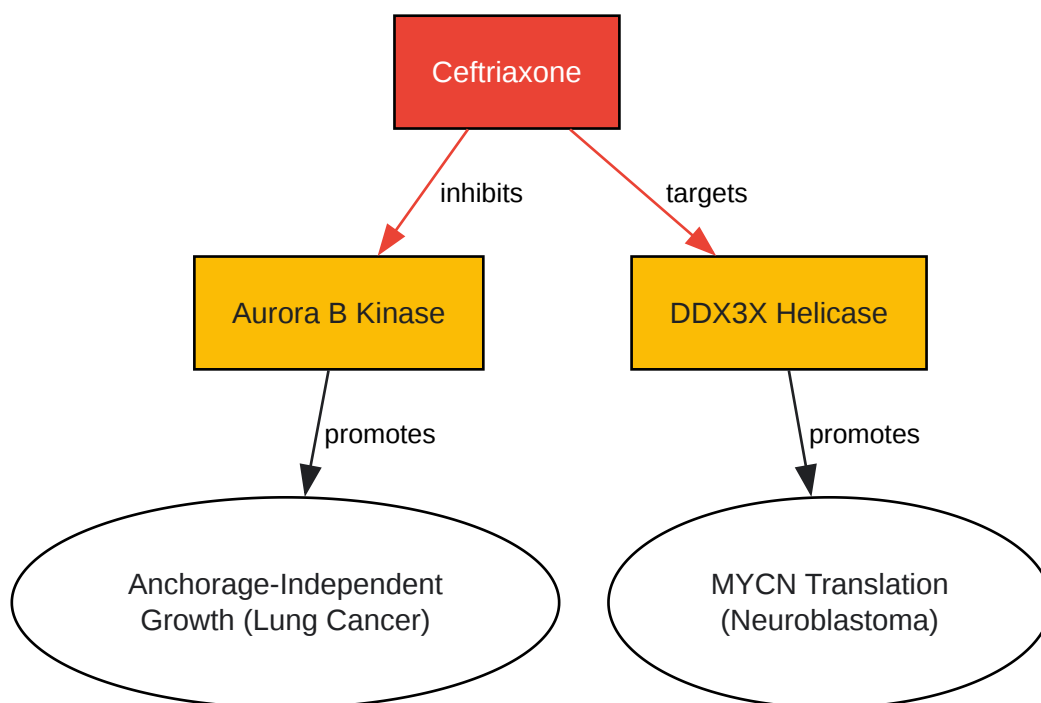 Ceftriaxone
inhibits
targets
Aurora B Kinase
DDX3X Helicase
promotes
promotes
Anchorage-Independent
Growth (Lung Cancer)
MYCN Translation
(Neuroblastoma)